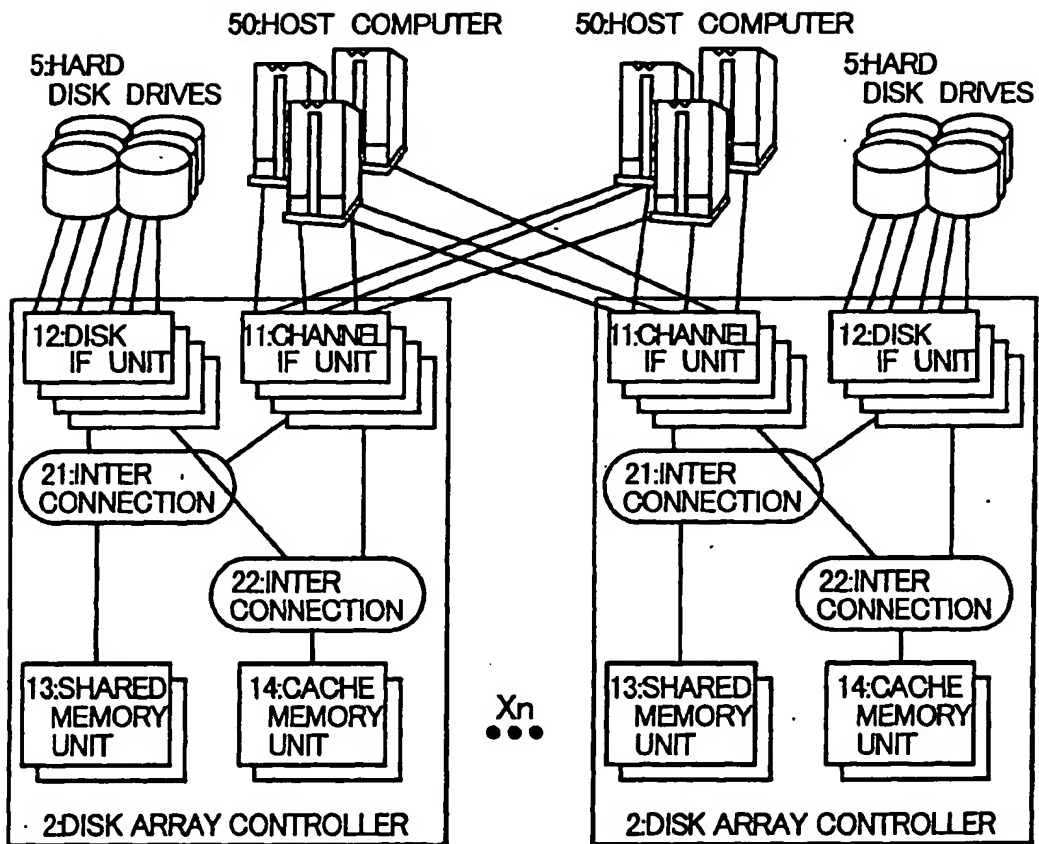 50:HOST COMPUTER
50:HOST COMPUTER
5:HARD
DISK DRIVES
5:HARD
DISK DRIVES
12:DISK
IF UNIT
11:CHANNEL
IF UNIT
11:CHANNEL
IF UNIT
12:DISK
IF UNIT
21:INTER
CONNECTION
21:INTER
CONNECTION
22:INTER
CONNECTION
22:INTER
CONNECTION
13:SHARED
MEMORY
UNIT
14:CACHE
MEMORY
UNIT
Xn
13:SHARED
MEMORY
UNIT
14:CACHE
MEMORY
UNIT
2:DISK ARRAY CONTROLLER
2:DISK ARRAY CONTROLLER